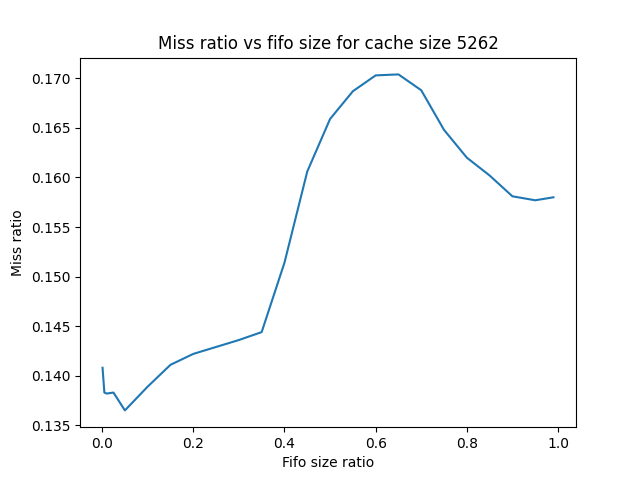 Miss ratio vs fifo size for cache size 5262
0.170
0.165
0.160
0.155
0.150
0.145
0.140
0.135
Miss ratio
0.0 0.2 0.4 0.6 0.8 1.0
Fifo size ratio